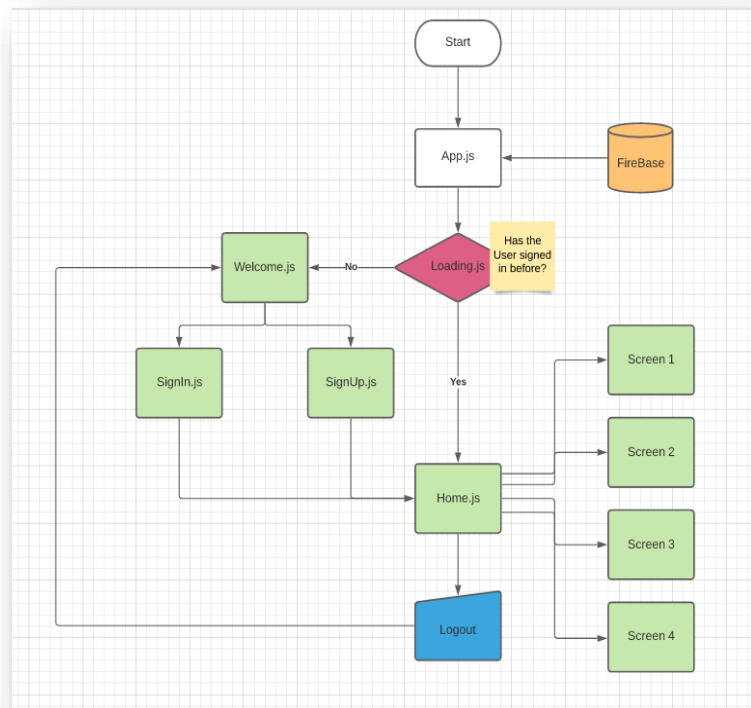 Start
App.js
FireBase
Has the
User signed
in before?
Welcome.js
No
Loading.js
Screen 1
SignIn.js
SignUp.js
Yes
Screen 2
Home.js
Screen 3
Logout
Screen 4